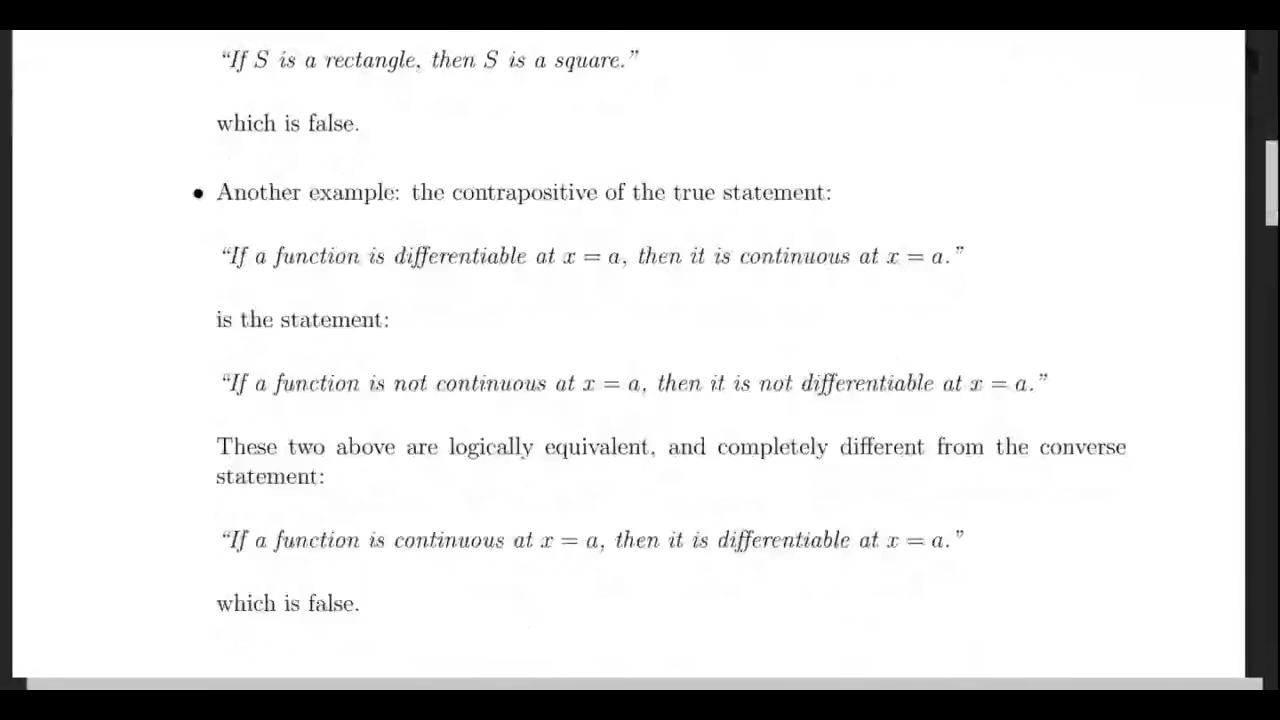 “If S is a rectangle, then S is a square.”
which is false.
• Another example: the contrapositive of the true statement:
“If a function is differentiable at x = a, then it is continuous at x = a.”
is the statement:
“If a function is not continuous at x = a, then it is not differentiable at x = a.”
These two above are logically equivalent, and completely different from the converse
statement:
“If a function is continuous at x = a, then it is differentiable at x = a.”
which is false.